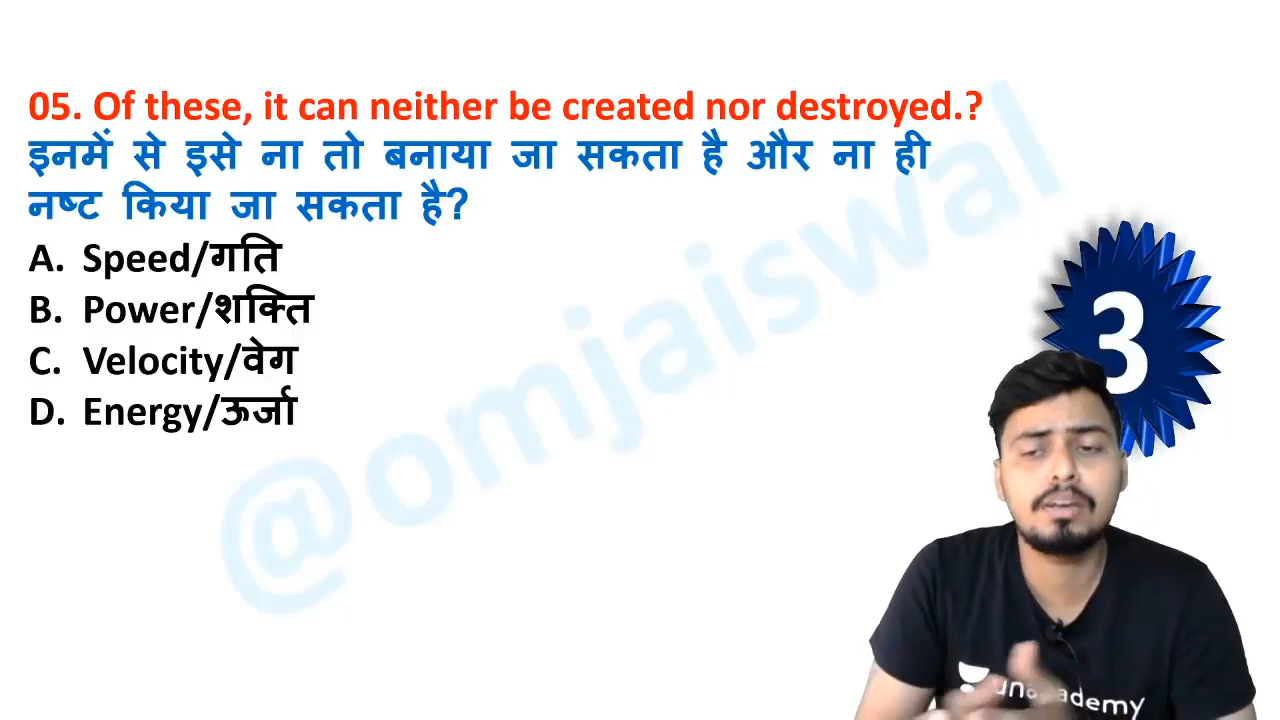 05. Of these, it can neither be created nor destroyed.?
इनमें से इसे ना तो बनाया जा सकता है और ना ही
नष्ट किया जा सकता है?
A. Speed/गति
B. Power/शक्ति
C. Velocity/वेग
D. Energy/ऊर्जा
@omjaiswal
3
unacademy